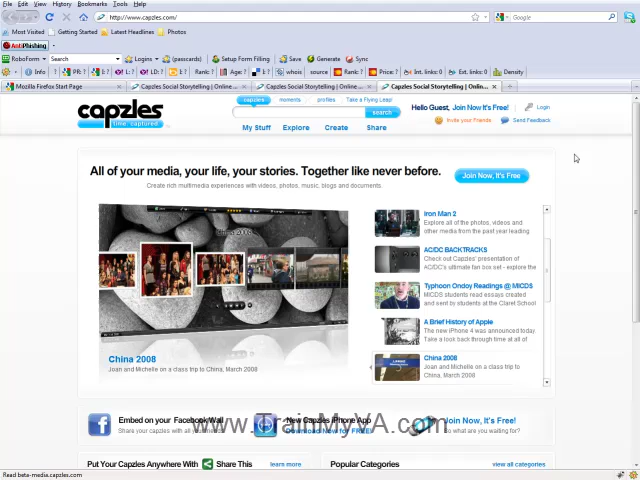 File Edit View History Bookmarks Tools Help
http://www.capzles.com/
Google
Most Visited Getting Started Latest Headlines Photos
AntiPhishing
RoboForm Search Logins (passcards) Setup Form Filling Save Generate Sync
Info PR: ? I: ? L: ? LD: ? I: ? Rank: ? Age: ? I: ? whois source Rank: ? Price: ? Int. links: 0 Ext. links: 0 Density
Mozilla Firefox Start Page Capzles Social Storytelling | Online... Capzles Social Storytelling | Online ... Capzles Social Storytelling | Onlin...
capzles
time, captured
capzles moments profiles Take a Flying Leap!
search
My Stuff Explore Create Share
Hello Guest, Join Now It's Free! Login
Invite your Friends Send Feedback
All of your media, your life, your stories. Together like never before.
Create rich multimedia experiences with videos, photos, music, blogs and documents.
Join Now, It's Free
China 2008
China 2008
Joan and Michelle on a class trip to China, March 2008
Iron Man 2
Explore all of the photos, videos and
other media from the past year leading
AC/DC BACKTRACKS
Check out Capzles' presentation of
AC/DC's ultimate fan box set - explore the
Typhoon Ondoy Readings @ MICDS
MICDS students read essays created
and sent by students at the Claret School
A Brief History of Apple
The new iPhone 4 was announced today.
Take a look back through time at all of
China 2008
Joan and Michelle on a class trip to
China, March 2008
Embed on your Facebook Wall
Share your capzles with all your friends
New Capzles iPhone App
Download Now for FREE!
Join Now, It's Free!
So what are you waiting for?
www.TrainMyVA.com
Put Your Capzles Anywhere With Share This learn more
Popular Categories view all categories
Read beta-media.capzles.com